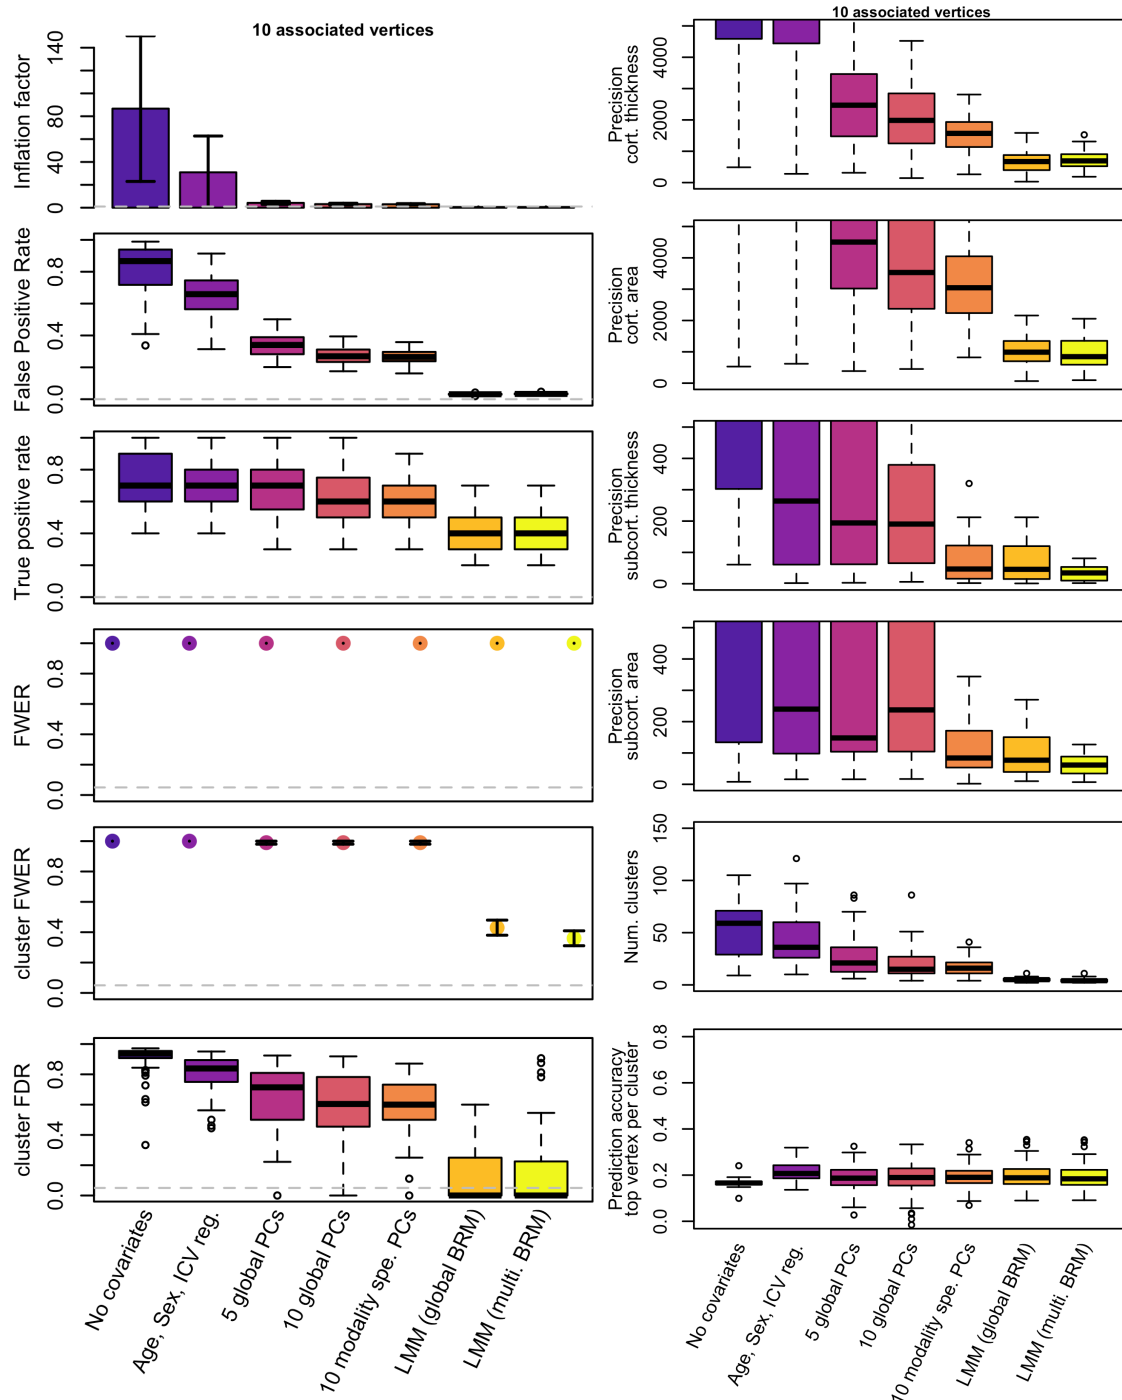 10 associated vertices
Inflation factor
0
40
80
140
False Positive Rate
0.0
0.4
0.8
True positive rate
0.0
0.4
0.8
FWER
0.0
0.4
0.8
cluster FWER
0.0
0.4
0.8
cluster FDR
0.0
0.4
0.8
No covariates
Age, Sex, ICV reg.
5 global PCs
10 global PCs
10 modality spe. PCs
LMM (global BRM)
LMM (multi. BRM)
10 associated vertices
Precision
cort. thickness
0
2000
4000
Precision
cort. area
0
2000
4000
Precision
subcort. thickness
0
200
400
Precision
subcort. area
0
200
400
Num. clusters
0
50
100
150
Prediction accuracy
top vertex per cluster
0.0
0.2
0.4
0.6
0.8
No covariates
Age, Sex, ICV reg.
5 global PCs
10 global PCs
10 modality spe. PCs
LMM (global BRM)
LMM (multi. BRM)